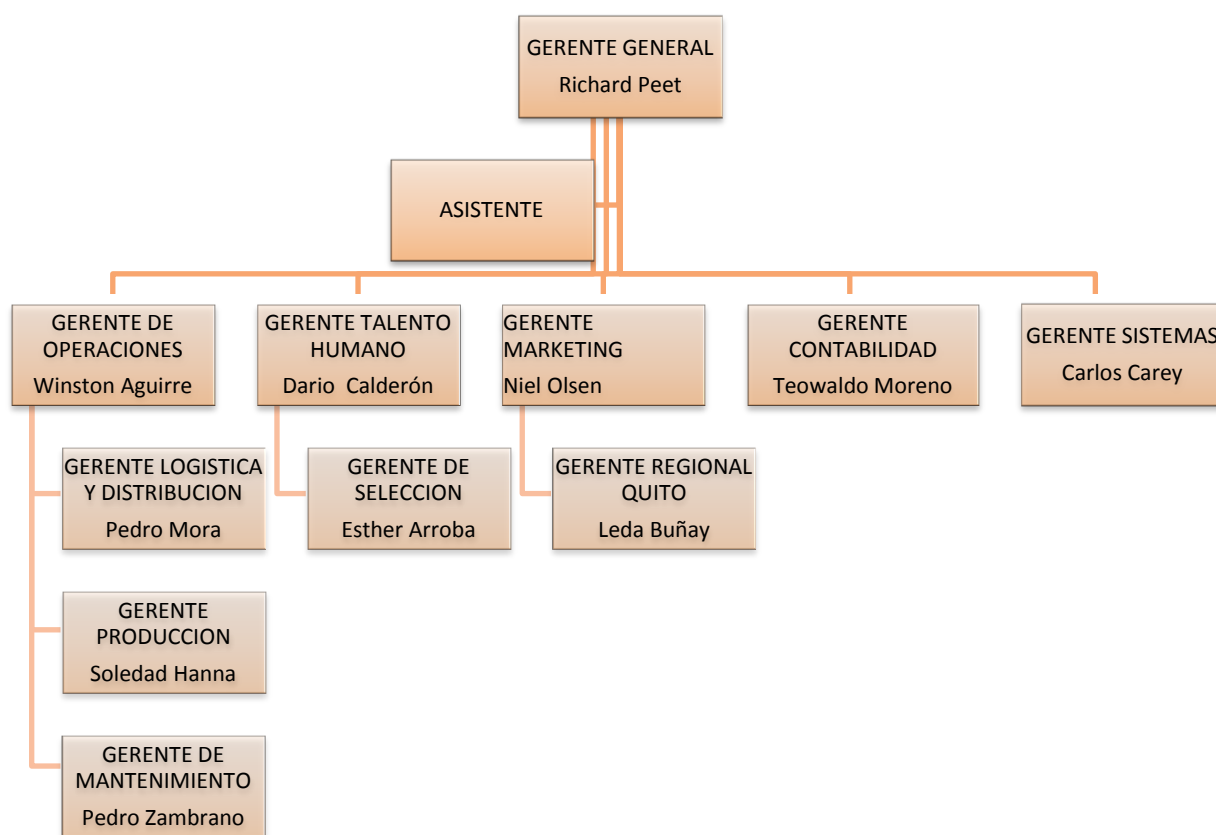 GERENTE GENERAL
Richard Peet
ASISTENTE
GERENTE DE
OPERACIONES
Winston Aguirre
GERENTE TALENTO
HUMANO
Dario  Calderón
GERENTE
MARKETING
Niel Olsen
GERENTE
CONTABILIDAD
Teowaldo Moreno
GERENTE SISTEMAS
Carlos Carey
GERENTE LOGISTICA
Y DISTRIBUCION
Pedro Mora
GERENTE DE
SELECCION
Esther Arroba
GERENTE REGIONAL
QUITO
Leda Buñay
GERENTE
PRODUCCION
Soledad Hanna
GERENTE DE
MANTENIMIENTO
Pedro Zambrano